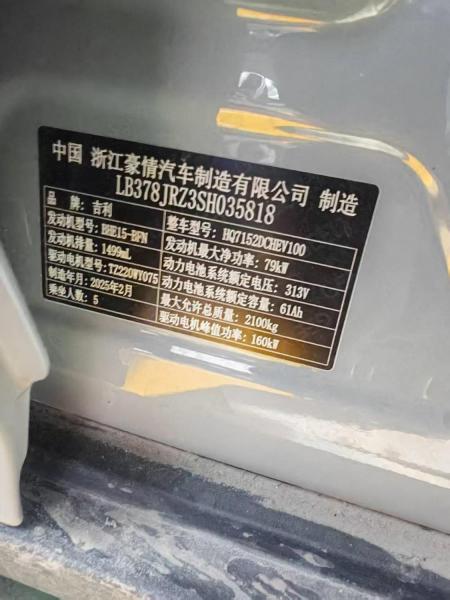 中国 浙江豪情汽车制造有限公司 制造
LB378JRZ3SH035818
品牌：吉利 整车型号：HQ7152DCHEV100
发动机型号：BHE15-BFN 发动机最大净功率：79kW
发动机排量：1499mL 动力电池系统额定电压：313V
驱动电机型号：TZ220WY075 动力电池系统额定容量：61Ah
制造年月：2025年2月 最大允许总质量：2100kg
乘坐人数：5 驱动电机峰值功率：160kW